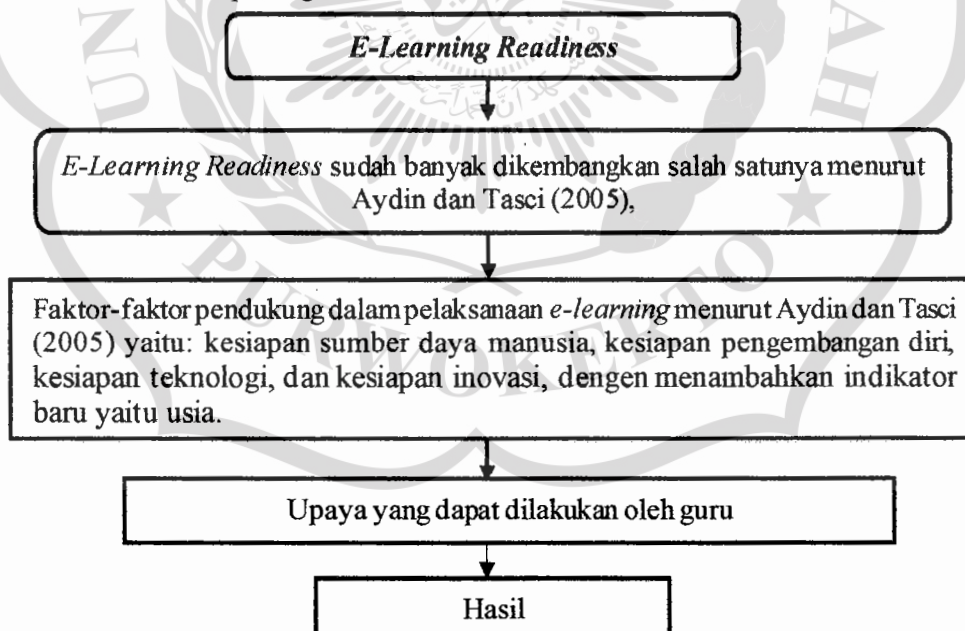 E-Learning Readiness
E-Learning Readiness sudah banyak dikembangkan salah satunya menurut
Aydin dan Tasci (2005),
Faktor-faktor pendukung dalam pelaksanaan e-learning menurut Aydin dan Tasci
(2005) yaitu: kesiapan sumber daya manusia, kesiapan pengembangan diri,
kesiapan teknologi, dan kesiapan inovasi, dengen menambahkan indikator
baru yaitu usia.
PURWOKERTO
Upaya yang dapat dilakukan oleh guru
Hasil